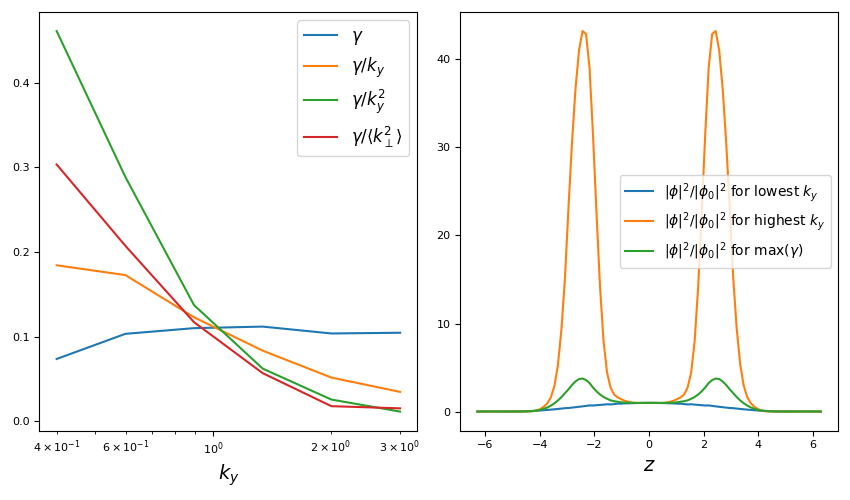 γ
γ/k_y
γ/k_y^2
γ/⟨k_⊥^2⟩
0.4
0.3
0.2
0.1
0.0
4 × 10^−1
6 × 10^−1
10^0
2 × 10^0
3 × 10^0
k_y
|ϕ|^2/|ϕ_0|^2 for lowest k_y
|ϕ|^2/|ϕ_0|^2 for highest k_y
|ϕ|^2/|ϕ_0|^2 for max(γ)
40
30
20
10
0
−6 −4 −2 0 2 4 6
z